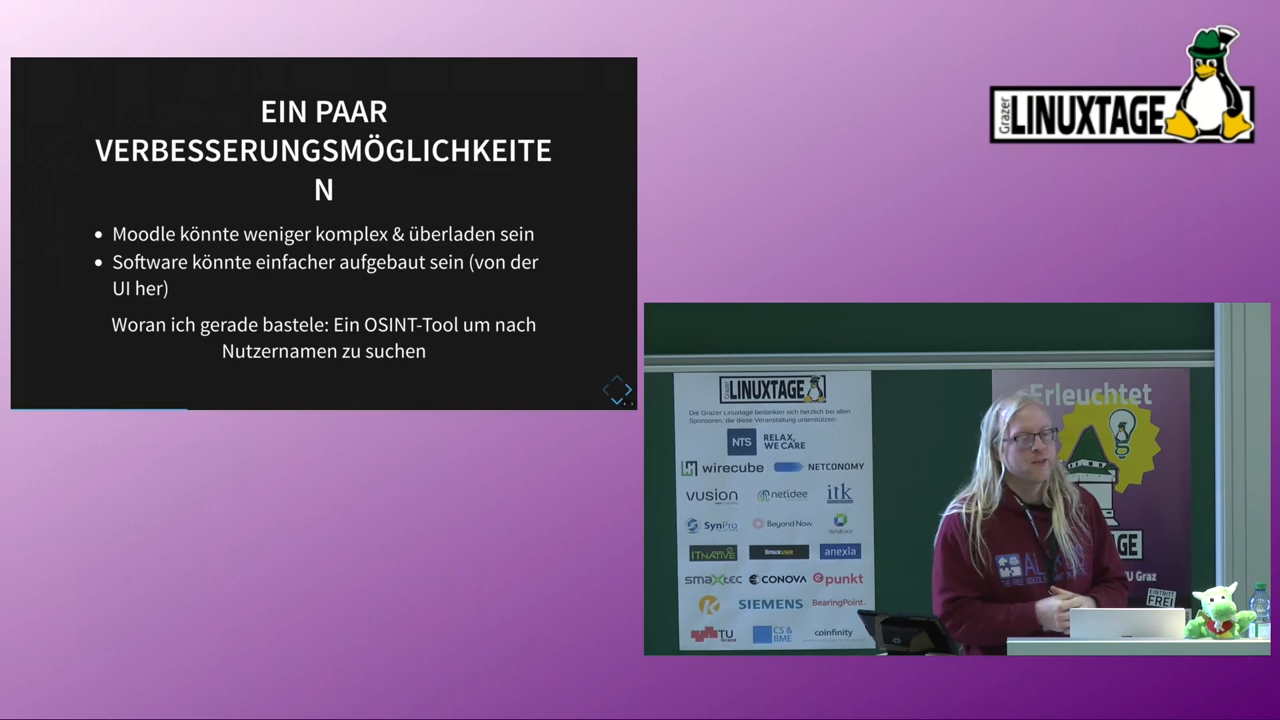 EIN PAAR
VERBESSERUNGSMÖGLICHKEITE
N
• Moodle könnte weniger komplex & überladen sein
• Software könnte einfacher aufgebaut sein (von der
UI her)
Woran ich gerade bastele: Ein OSINT-Tool um nach
Nutzernamen zu suchen
Grazer
LINUXTAGE
LINUXTAGE
Die Grazer Linuxtage bedanken sich herzlich bei allen
Sponsoren, die diese Veranstaltung unterstützen:
NTS RELAX,
WE CARE
wirecube NETCONOMY
vusion netidee itk
SynPro Beyond Now
ITNATIVE LINUXUSER anexia
smaXtec CONOVA punkt
K SIEMENS BearingPoint.
TU Graz CS & BME coinfinity
Erleuchtet
TU Graz
EINTRITT
FREI